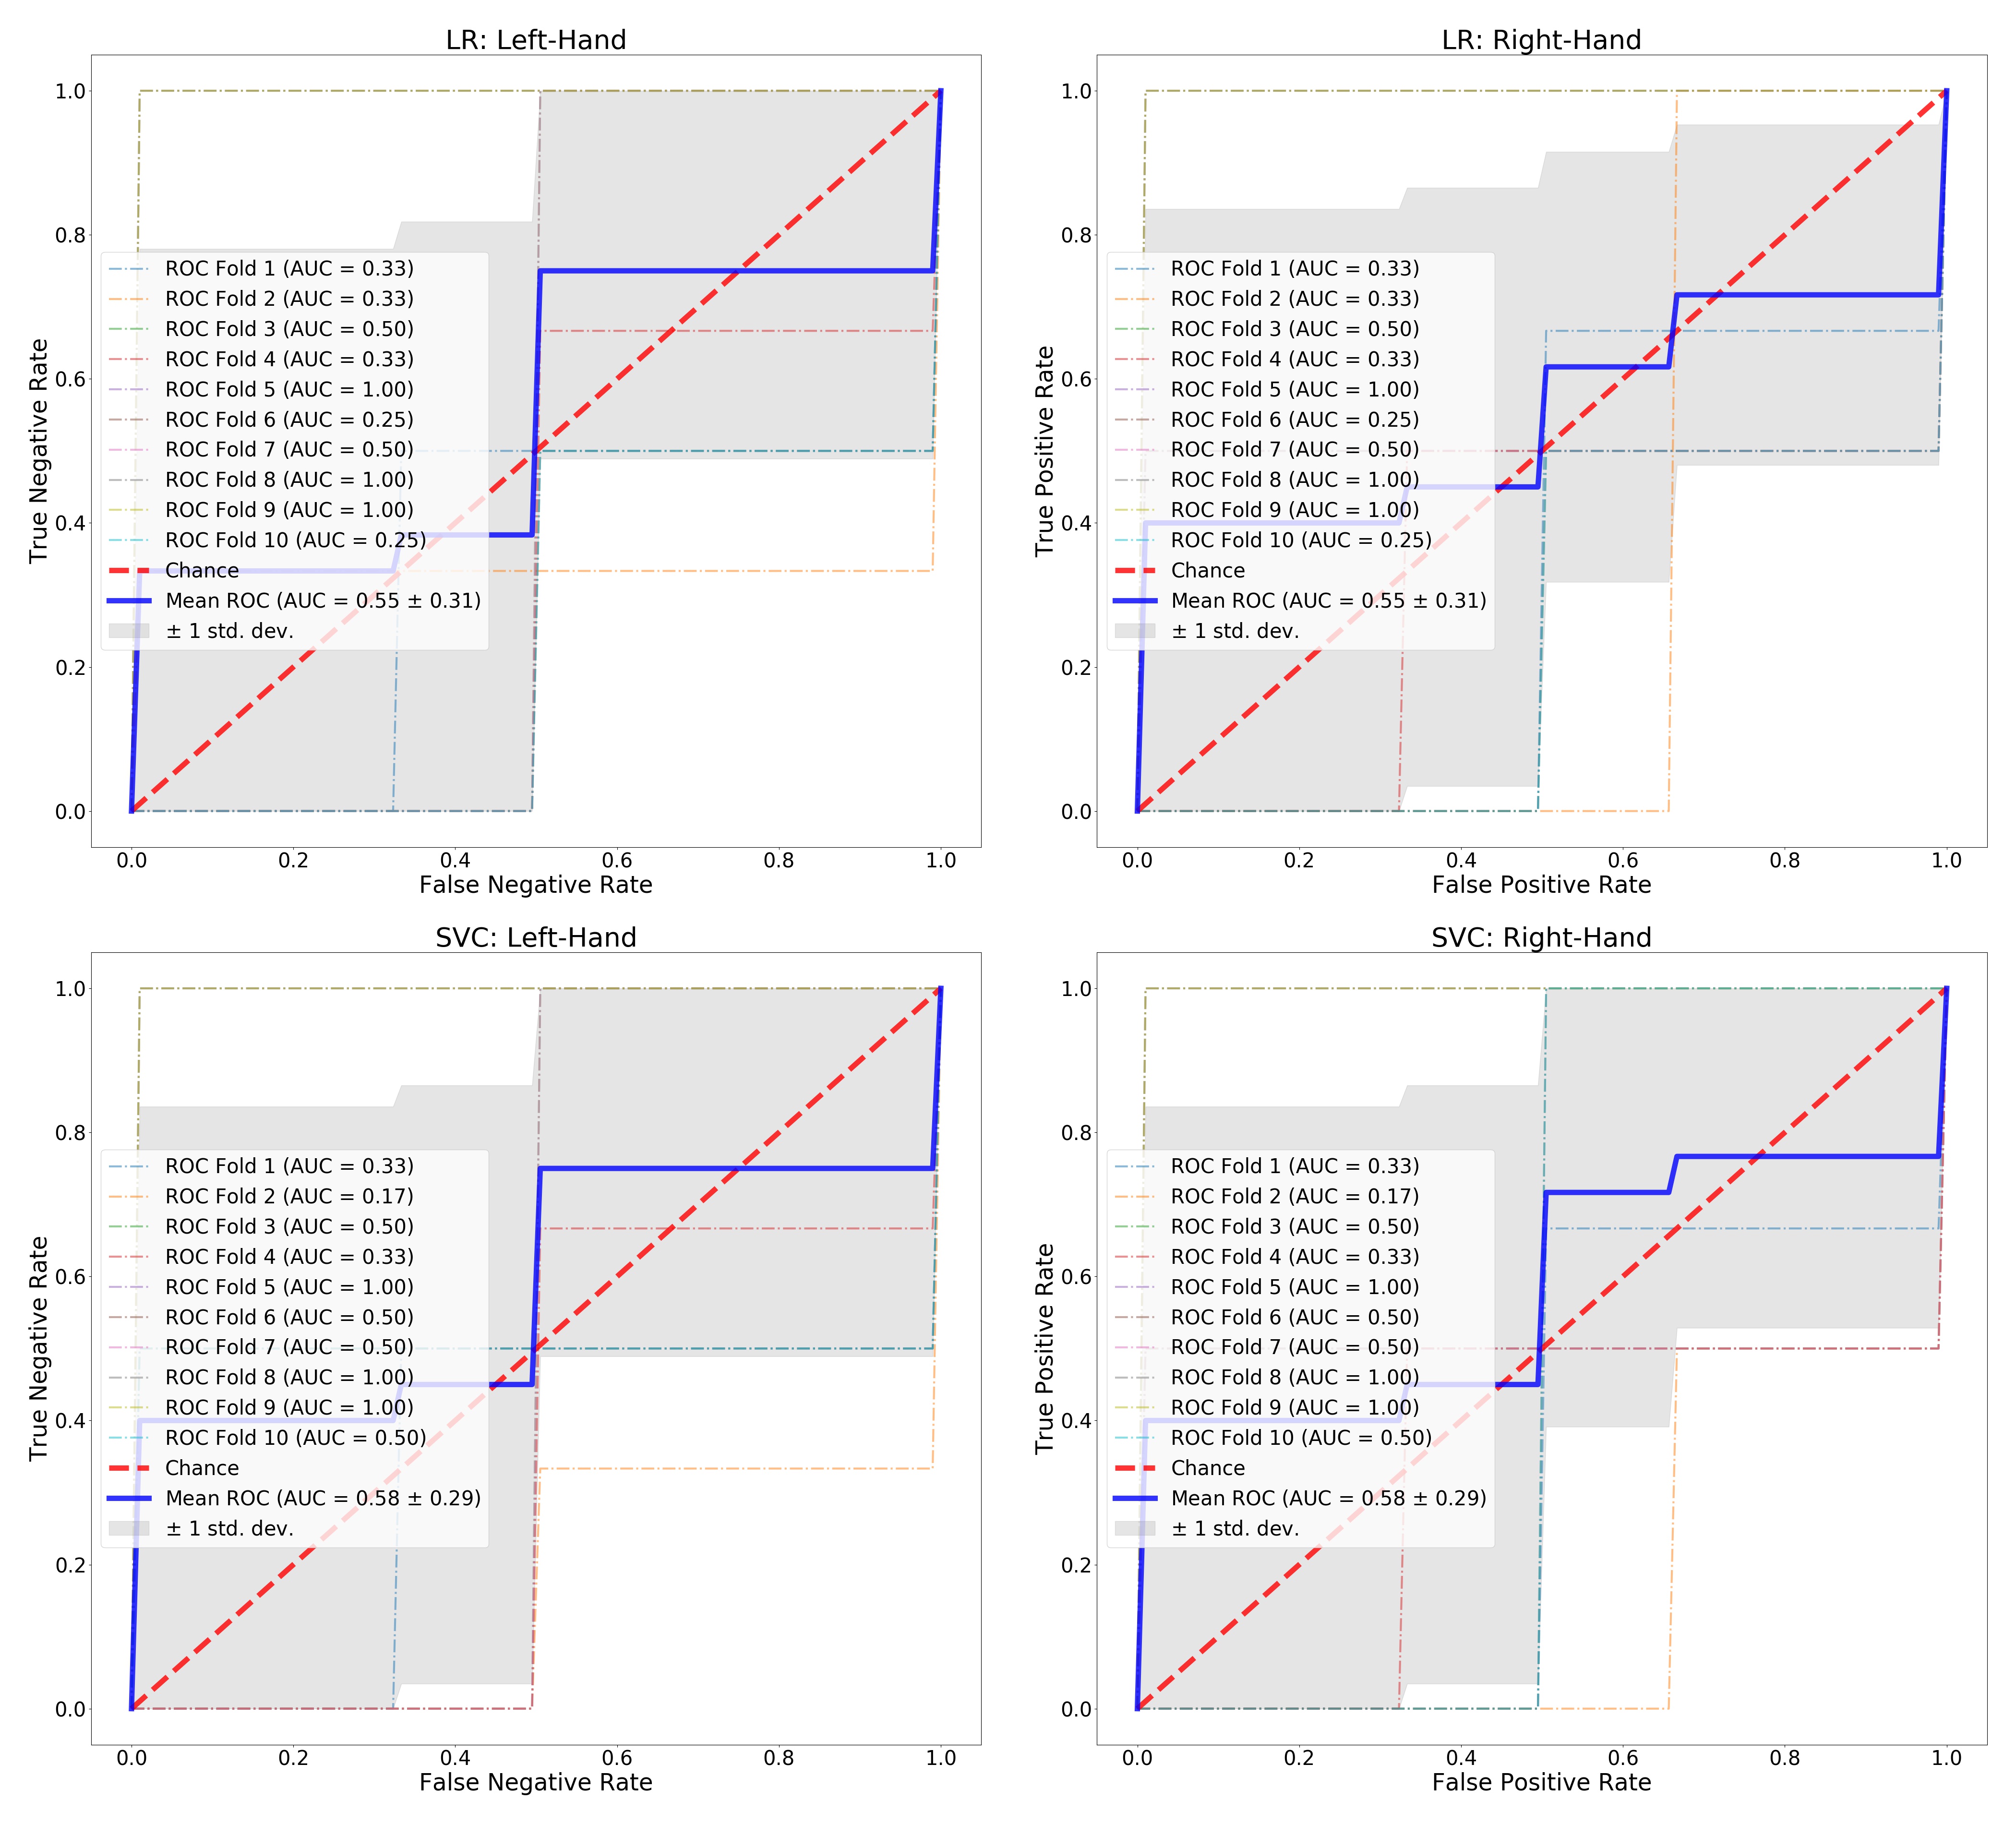 LR: Left-Hand
True Negative Rate
1.0
0.8
0.6
0.4
0.2
0.0
ROC Fold 1 (AUC = 0.33)
ROC Fold 2 (AUC = 0.33)
ROC Fold 3 (AUC = 0.50)
ROC Fold 4 (AUC = 0.33)
ROC Fold 5 (AUC = 1.00)
ROC Fold 6 (AUC = 0.25)
ROC Fold 7 (AUC = 0.50)
ROC Fold 8 (AUC = 1.00)
ROC Fold 9 (AUC = 1.00)
ROC Fold 10 (AUC = 0.25)
Chance
Mean ROC (AUC = 0.55 ± 0.31)
± 1 std. dev.
0.0 0.2 0.4 0.6 0.8 1.0
False Negative Rate
LR: Right-Hand
True Positive Rate
1.0
0.8
0.6
0.4
0.2
0.0
ROC Fold 1 (AUC = 0.33)
ROC Fold 2 (AUC = 0.33)
ROC Fold 3 (AUC = 0.50)
ROC Fold 4 (AUC = 0.33)
ROC Fold 5 (AUC = 1.00)
ROC Fold 6 (AUC = 0.25)
ROC Fold 7 (AUC = 0.50)
ROC Fold 8 (AUC = 1.00)
ROC Fold 9 (AUC = 1.00)
ROC Fold 10 (AUC = 0.25)
Chance
Mean ROC (AUC = 0.55 ± 0.31)
± 1 std. dev.
0.0 0.2 0.4 0.6 0.8 1.0
False Positive Rate
SVC: Left-Hand
True Negative Rate
1.0
0.8
0.6
0.4
0.2
0.0
ROC Fold 1 (AUC = 0.33)
ROC Fold 2 (AUC = 0.17)
ROC Fold 3 (AUC = 0.50)
ROC Fold 4 (AUC = 0.33)
ROC Fold 5 (AUC = 1.00)
ROC Fold 6 (AUC = 0.50)
ROC Fold 7 (AUC = 0.50)
ROC Fold 8 (AUC = 1.00)
ROC Fold 9 (AUC = 1.00)
ROC Fold 10 (AUC = 0.50)
Chance
Mean ROC (AUC = 0.58 ± 0.29)
± 1 std. dev.
0.0 0.2 0.4 0.6 0.8 1.0
False Negative Rate
SVC: Right-Hand
True Positive Rate
1.0
0.8
0.6
0.4
0.2
0.0
ROC Fold 1 (AUC = 0.33)
ROC Fold 2 (AUC = 0.17)
ROC Fold 3 (AUC = 0.50)
ROC Fold 4 (AUC = 0.33)
ROC Fold 5 (AUC = 1.00)
ROC Fold 6 (AUC = 0.50)
ROC Fold 7 (AUC = 0.50)
ROC Fold 8 (AUC = 1.00)
ROC Fold 9 (AUC = 1.00)
ROC Fold 10 (AUC = 0.50)
Chance
Mean ROC (AUC = 0.58 ± 0.29)
± 1 std. dev.
0.0 0.2 0.4 0.6 0.8 1.0
False Positive Rate